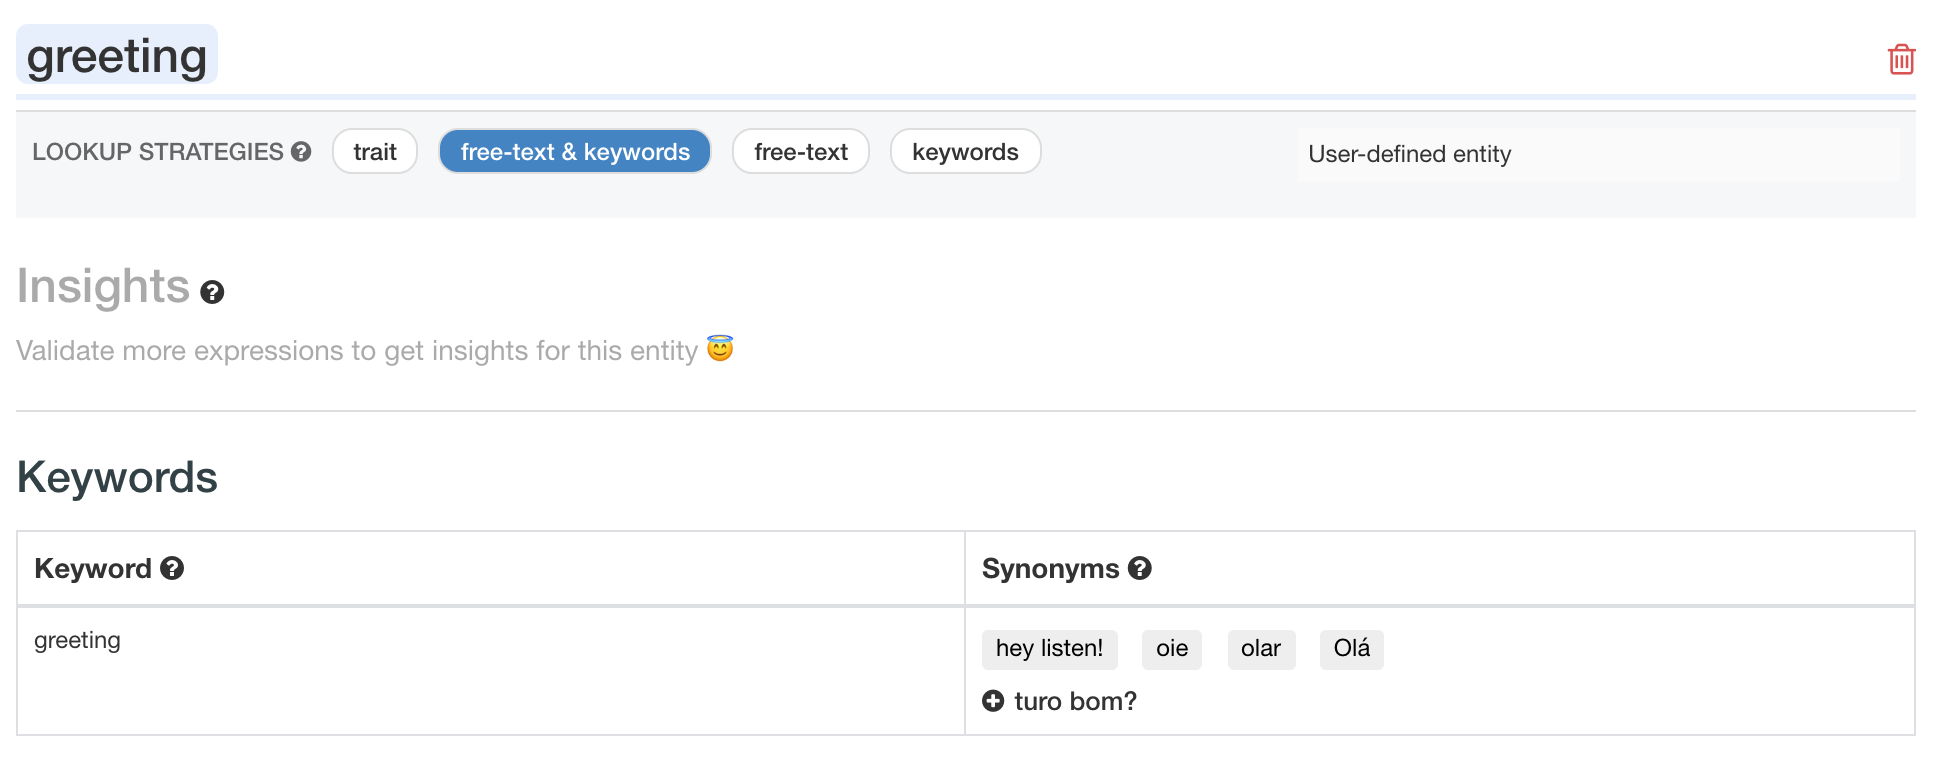 greeting
LOOKUP STRATEGIES trait free-text & keywords free-text keywords User-defined entity
Insights
Validate more expressions to get insights for this entity 😇
Keywords
Keyword Synonyms
greeting hey listen! oie olar Olá
turo bom?